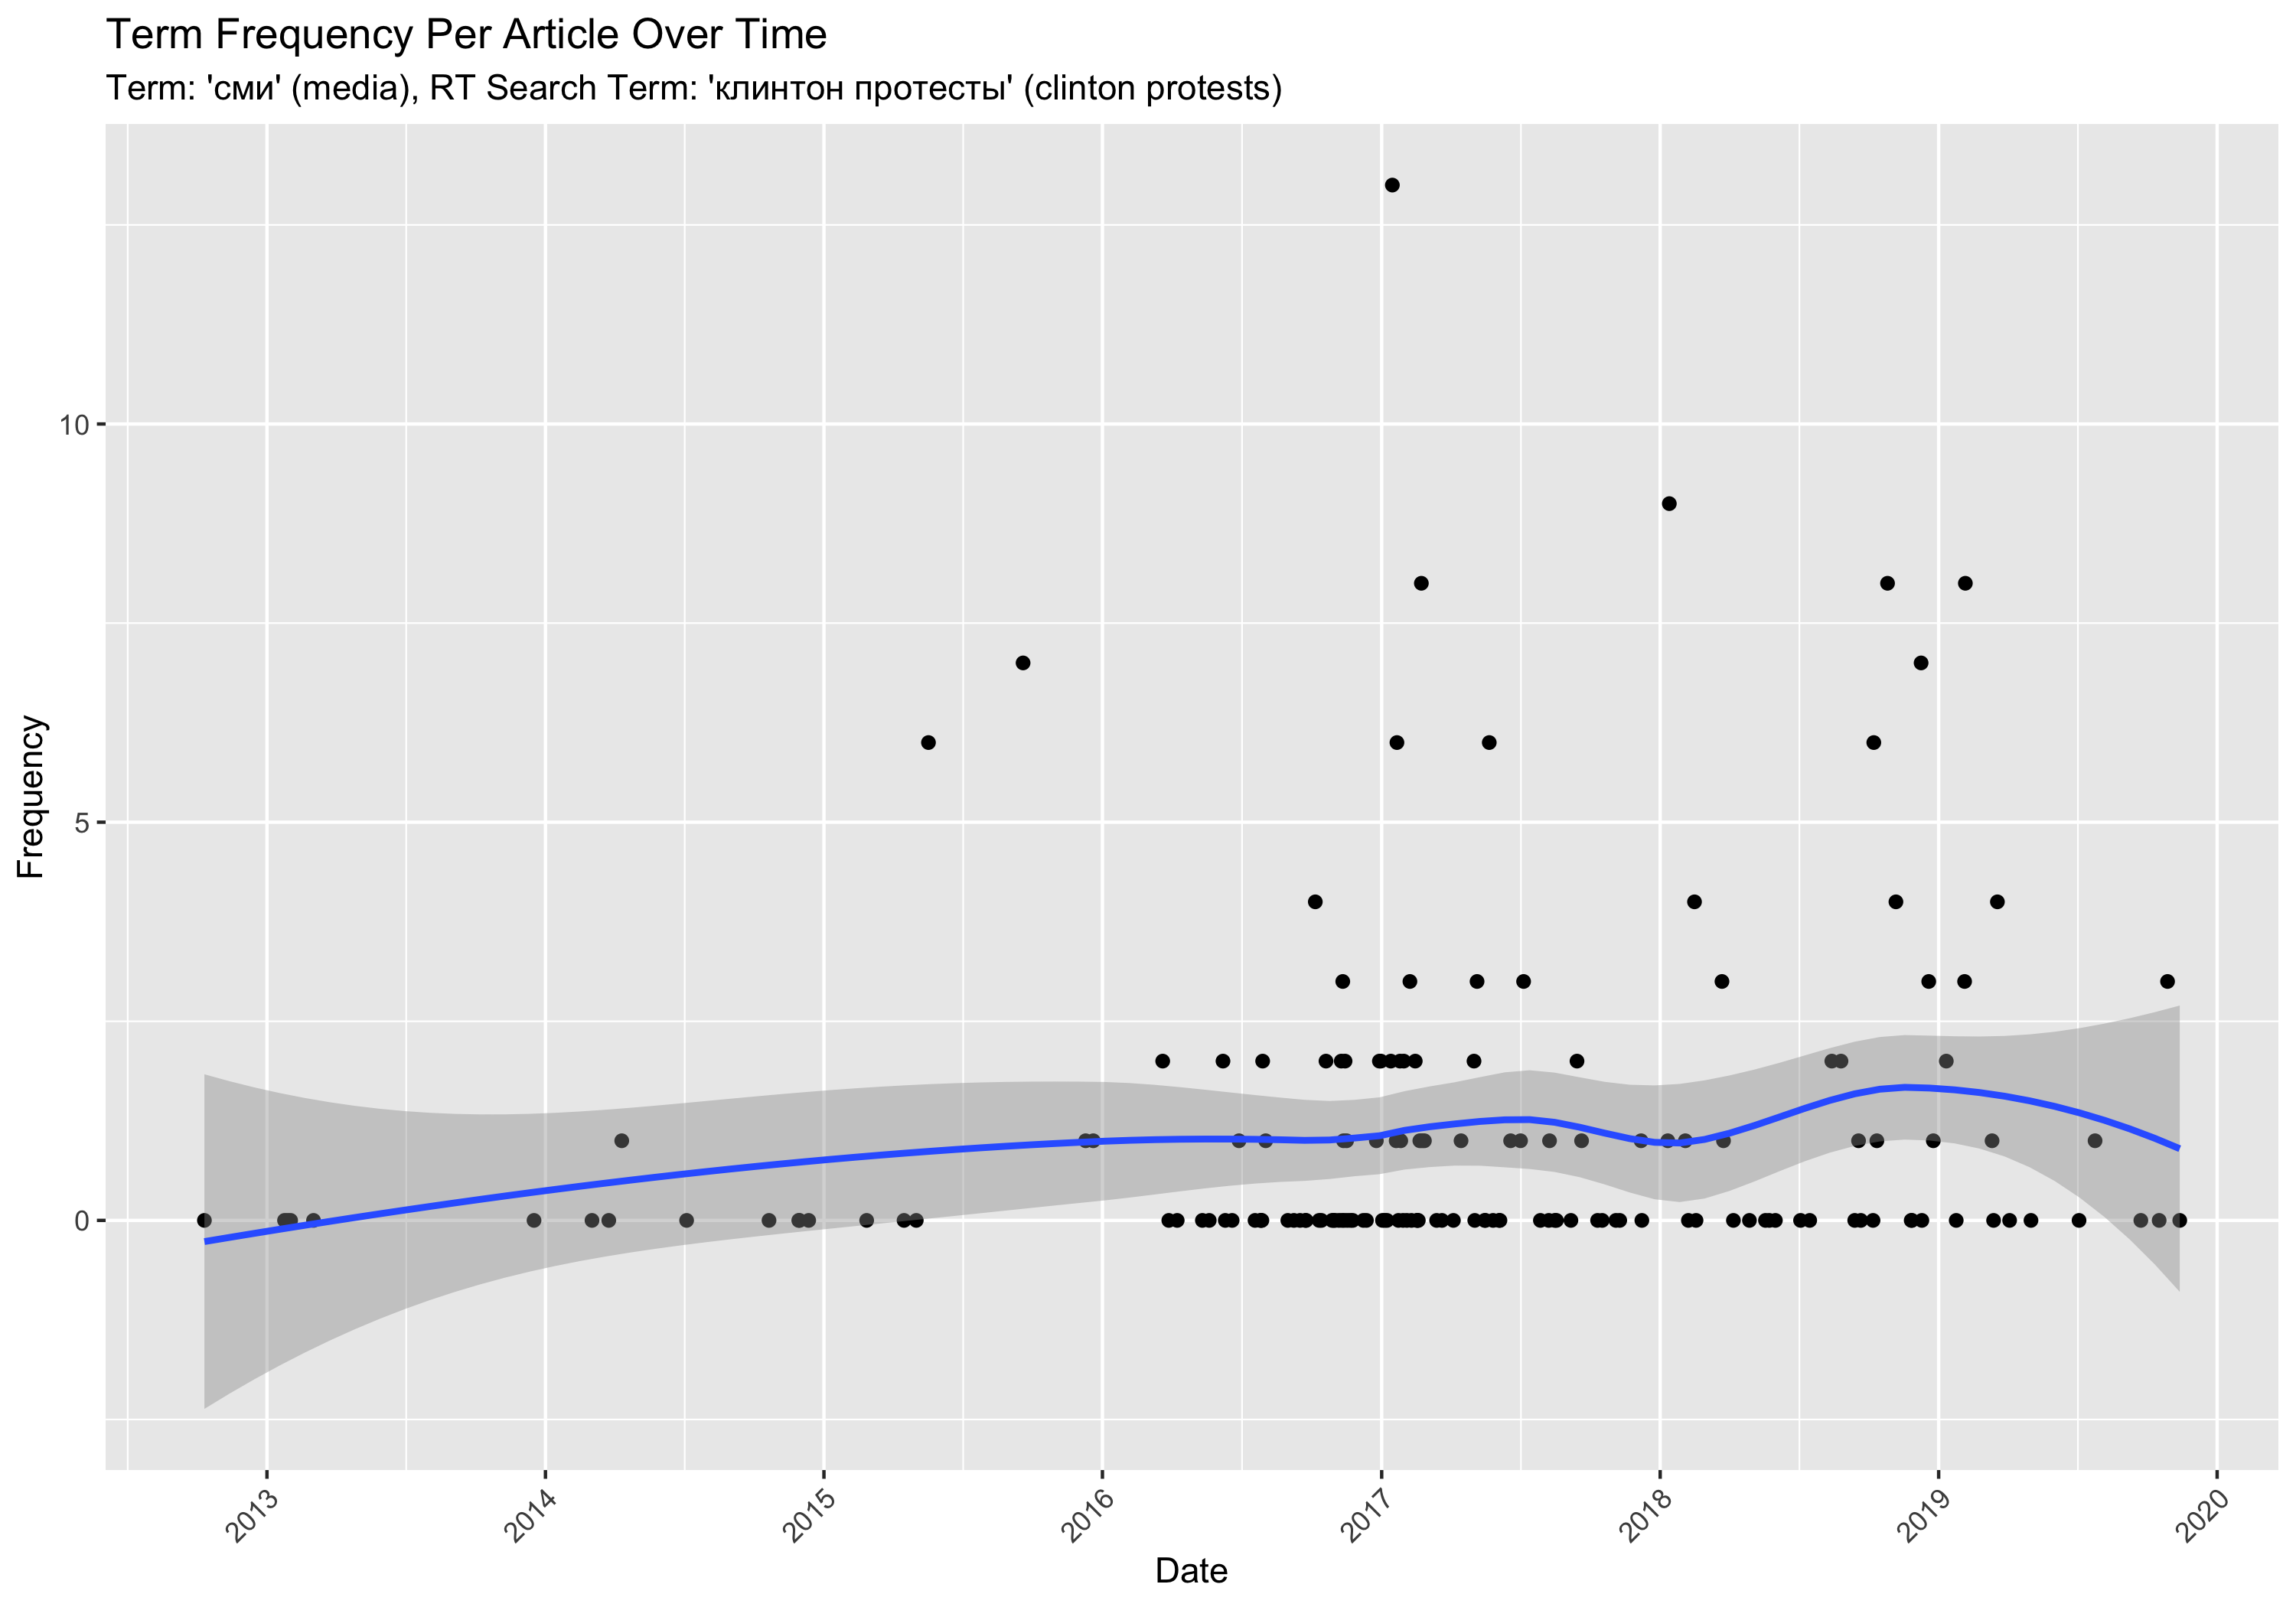 Term Frequency Per Article Over Time
Term: 'сми' (media), RT Search Term: 'клинтон протесты' (clinton protests)
10
5
0
Frequency
2013
2014
2015
2016
2017
2018
2019
2020
Date